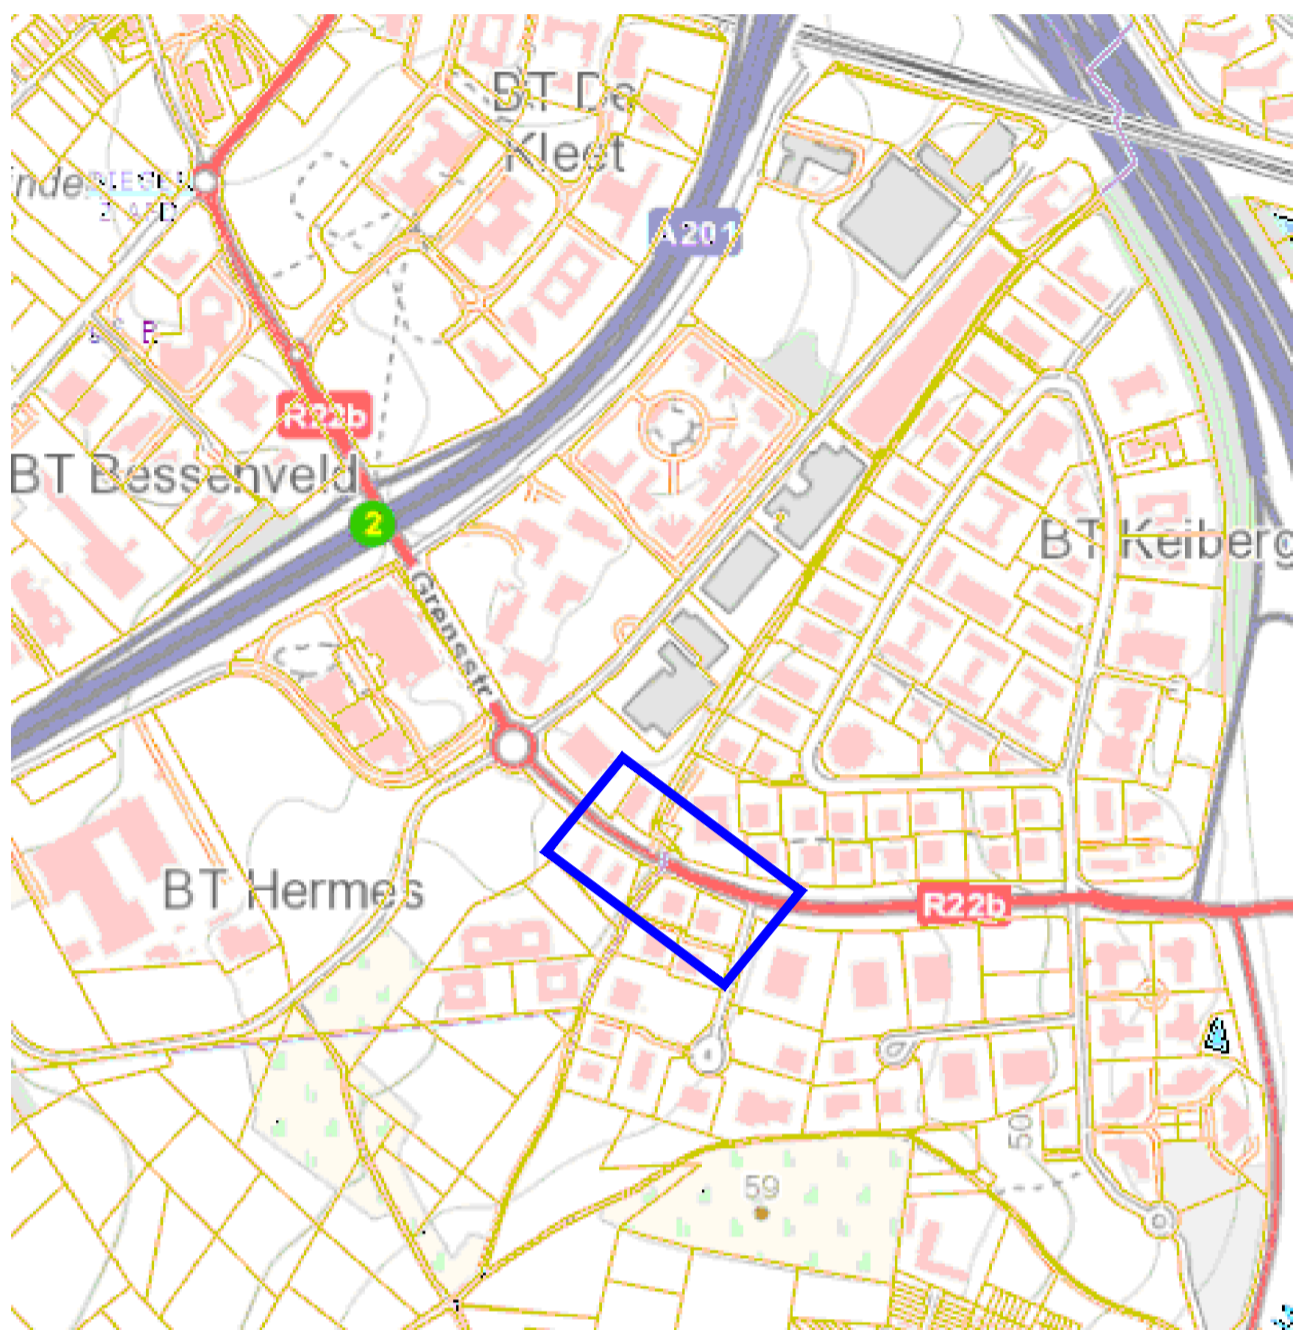 BT De
Kleet
A201
R22b
BT Bessenveld
2
BT Keiberg
Grensstr
BT Hermes
R22b
50
59